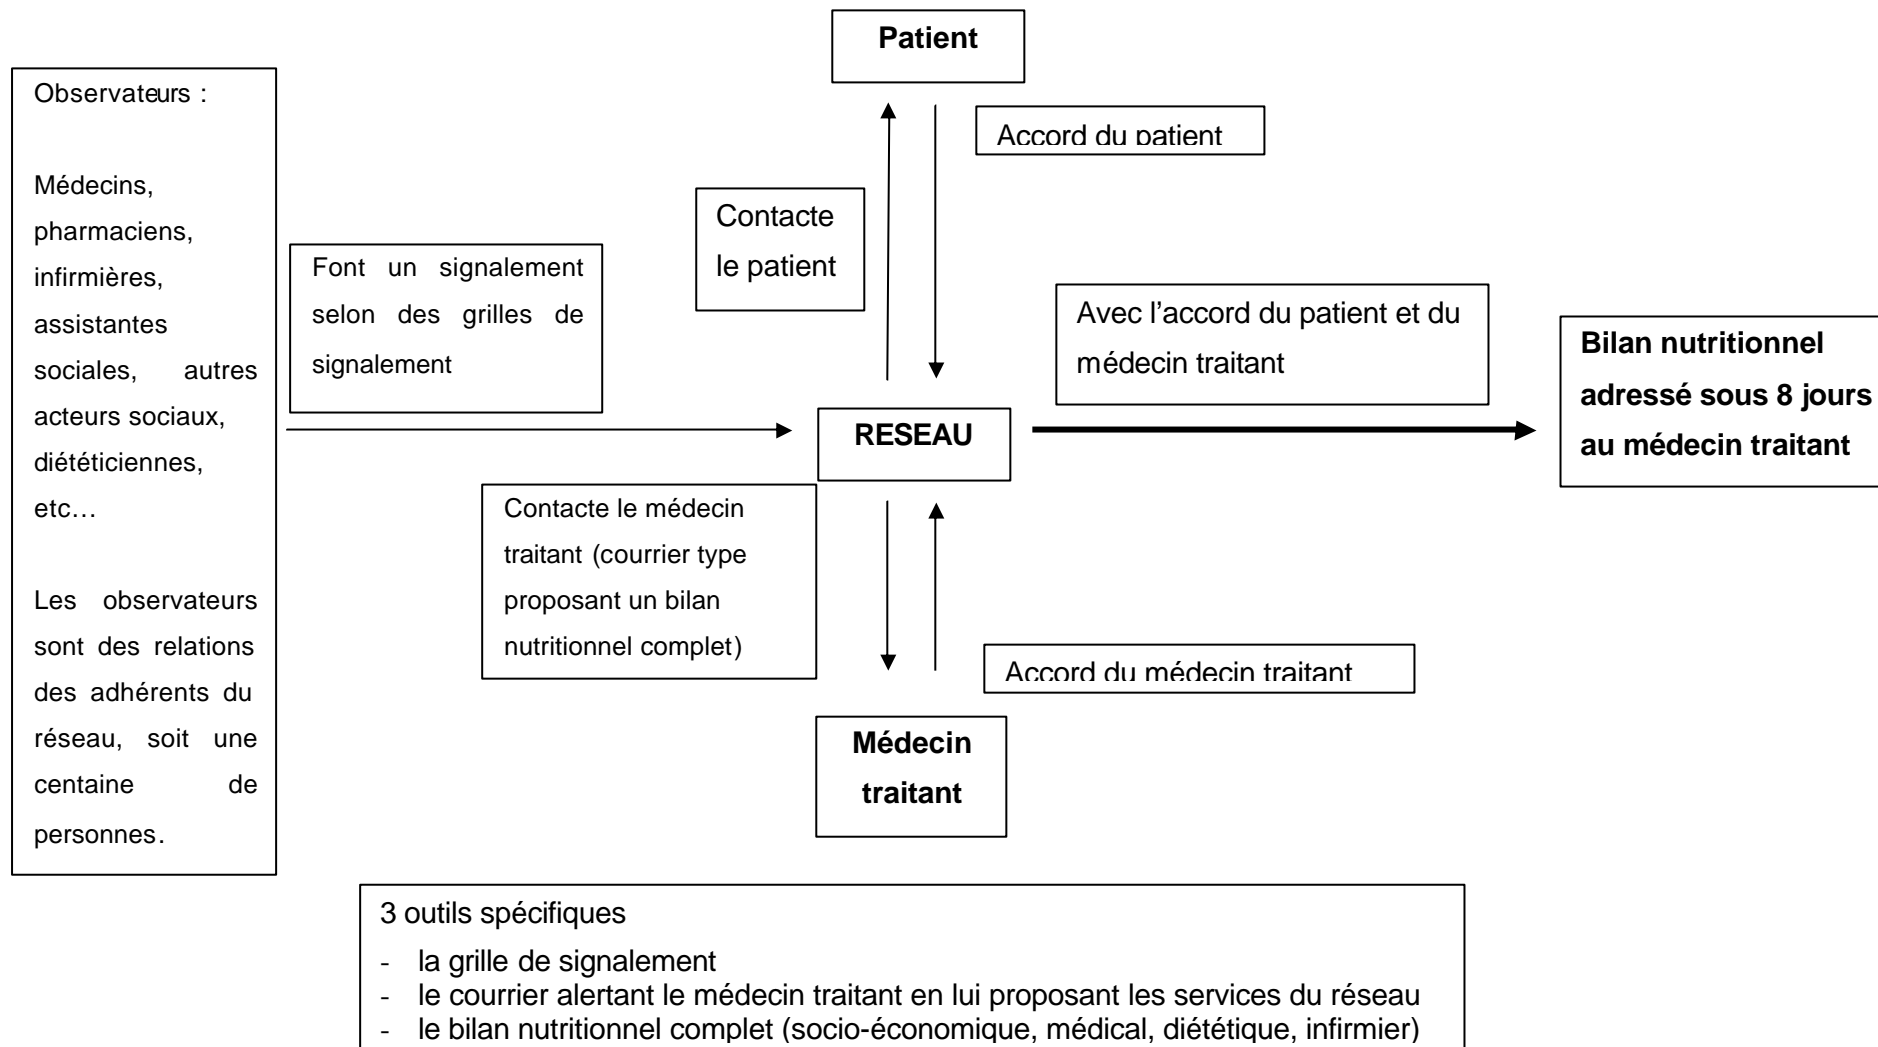 Patient
Observateurs :
Médecins,
pharmaciens,
infirmières,
assistantes
sociales, autres
acteurs sociaux,
diététiciennes,
etc…
Les observateurs
sont des relations
des adhérents du
réseau, soit une
centaine de
personnes.
Font un signalement
selon des grilles de
signalement
Contacte
le patient
Accord du patient
RESEAU
Avec l’accord du patient et du
médecin traitant
Bilan nutritionnel
adressé sous 8 jours
au médecin traitant
Contacte le médecin
traitant (courrier type
proposant un bilan
nutritionnel complet)
Accord du médecin traitant
Médecin
traitant
3 outils spécifiques
- la grille de signalement
- le courrier alertant le médecin traitant en lui proposant les services du réseau
- le bilan nutritionnel complet (socio-économique, médical, diététique, infirmier)